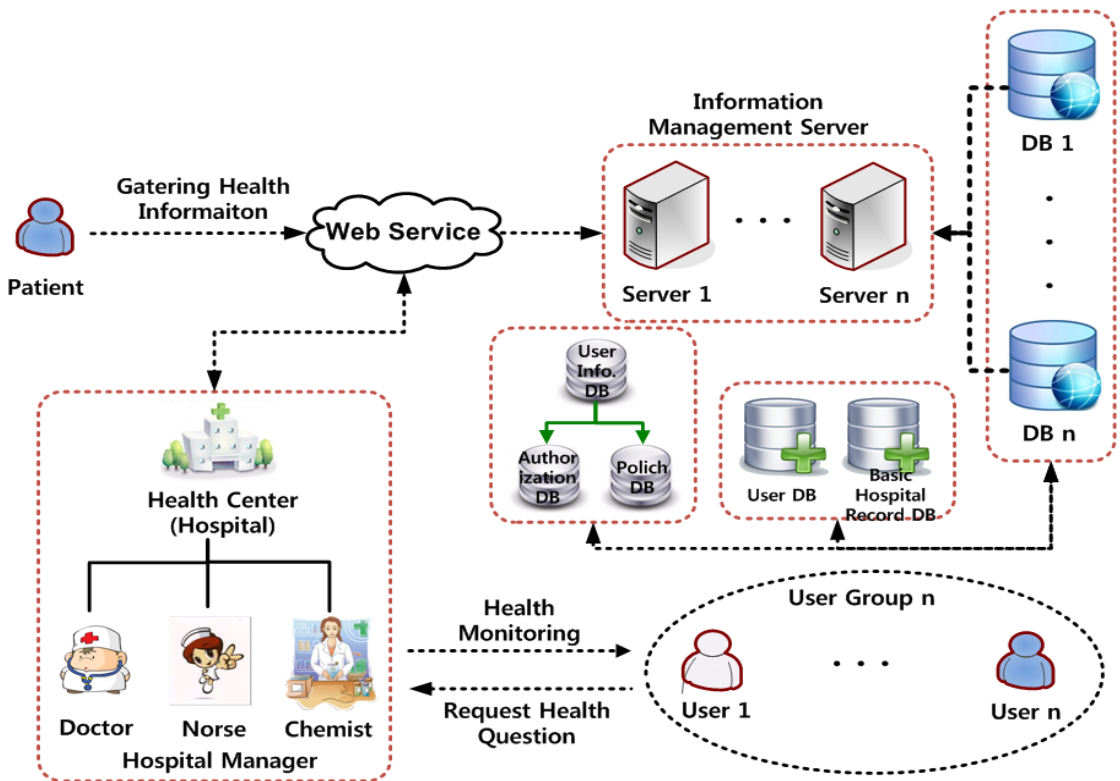 Information
Management Server
DB 1
Gatering Health
Informaiton
Web Service
Patient
Server 1
Server n
User
Info.
DB
DB n
Author
ization
DB
Polich
DB
User DB
Basic
Hospital
Record DB
Health Center
(Hospital)
User Group n
Health
Monitoring
Request Health
Question
User 1
User n
Doctor
Norse
Chemist
Hospital Manager